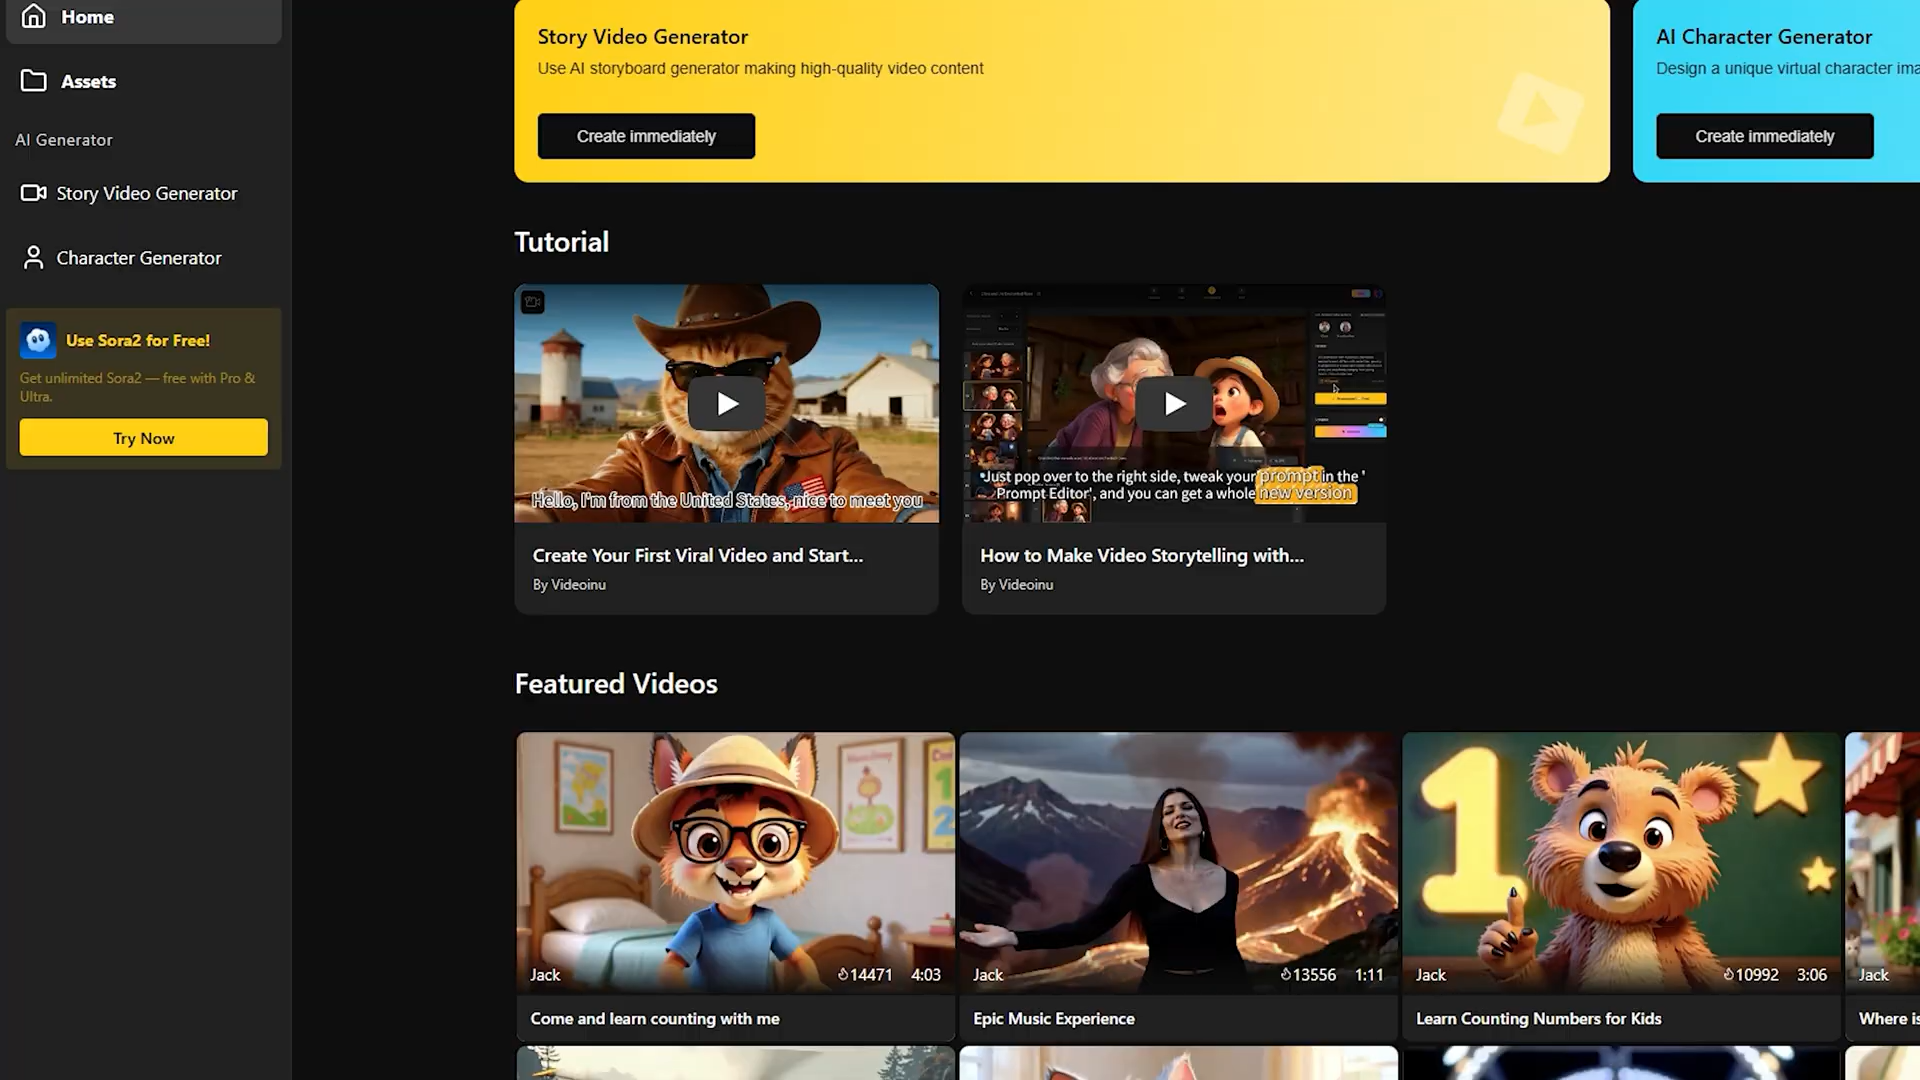 Home
Assets
AI Generator
Story Video Generator
Character Generator
Use Sora2 for Free!
Get unlimited Sora2 — free with Pro &
Ultra.
Try Now
Story Video Generator
Use AI storyboard generator making high-quality video content
Create immediately
AI Character Generator
Design a unique virtual character ima
Create immediately
Tutorial
Hello, I'm from the United States, nice to meet you
Create Your First Viral Video and Start...
By Videoinu
"Just pop over to the right side, tweak your prompt in the '
Prompt Editor', and you can get a whole new version
How to Make Video Storytelling with...
By Videoinu
Featured Videos
Jack 14471 4:03
Come and learn counting with me
Jack 13556 1:11
Epic Music Experience
1
Jack 10992 3:06
Learn Counting Numbers for Kids
Jack
Where is